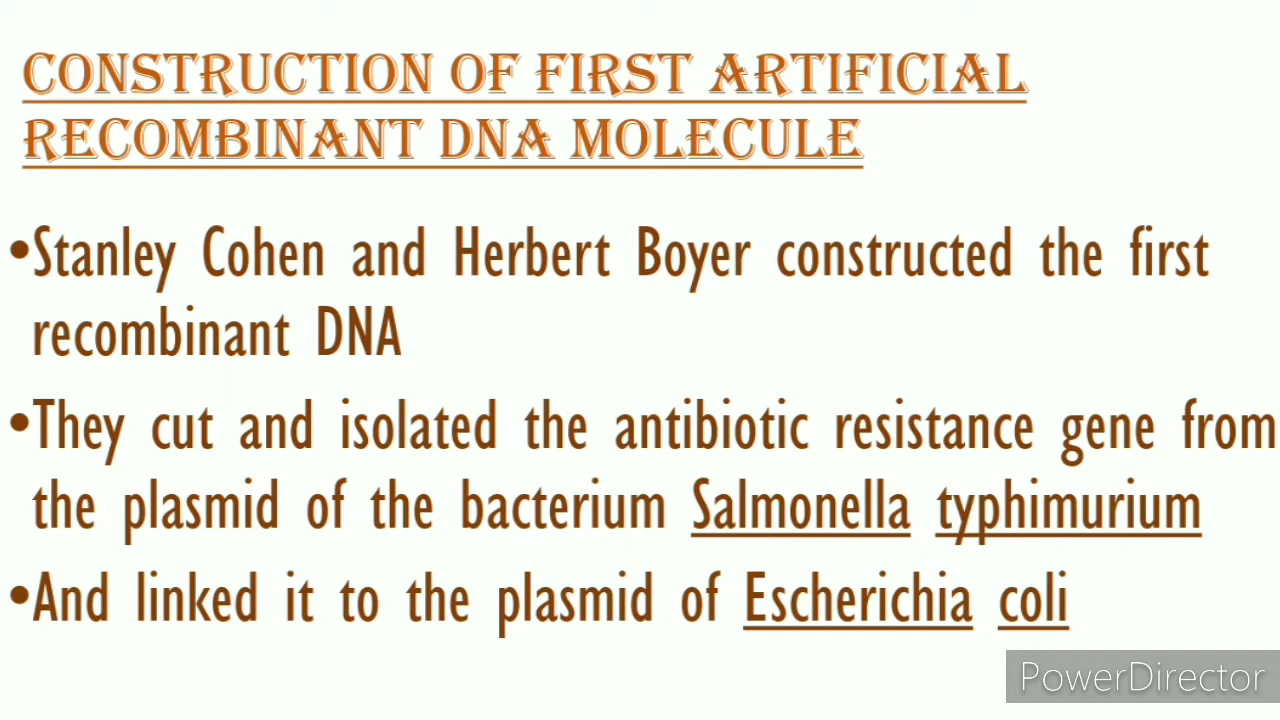 CONSTRUCTION OF FIRST ARTIFICIAL
RECOMBINANT DNA MOLECULE
•Stanley Cohen and Herbert Boyer constructed the first
recombinant DNA
•They cut and isolated the antibiotic resistance gene from
the plasmid of the bacterium Salmonella typhimurium
•And linked it to the plasmid of Escherichia coli
PowerDirector